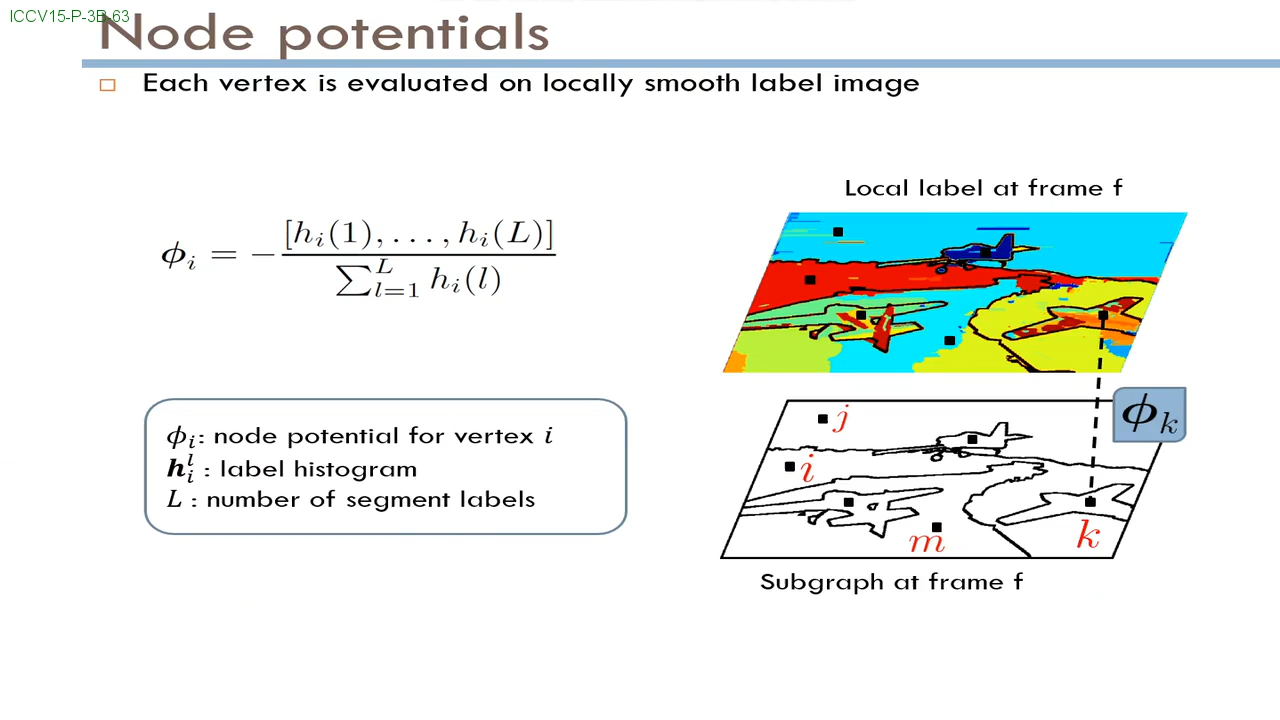 ICCV15-P-3B-63
Node potentials
Each vertex is evaluated on locally smooth label image
Local label at frame f
ϕ_i = − [h_i(1), . . . , h_i(L)] / ∑_{l=1}^{L} h_i(l)
ϕ_k
j
ϕ_i: node potential for vertex i
i
h_i^l : label histogram
L : number of segment labels
m
k
Subgraph at frame f